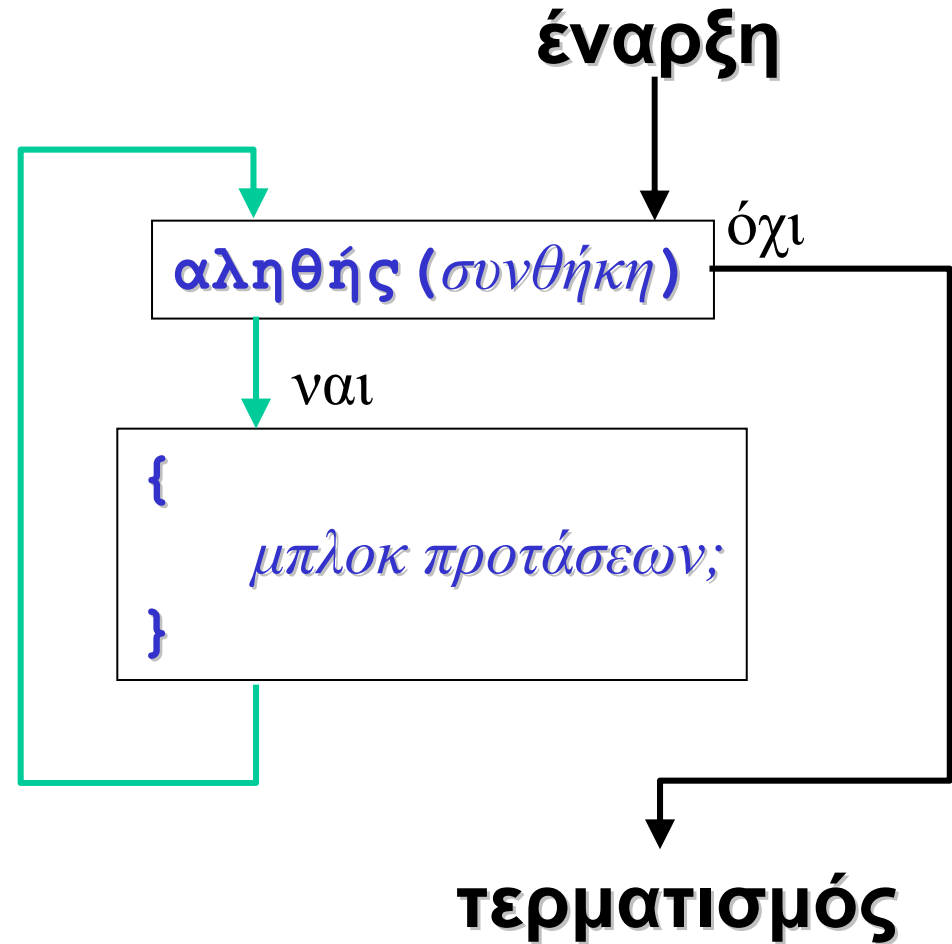 έναρξη
όχι
αληθής (συνθήκη)
ναι
{
μπλοκ προτάσεων;
}
τερματισμός